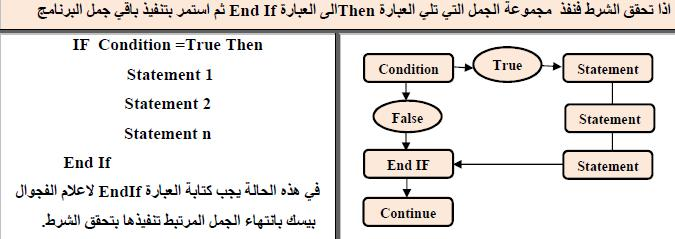 اذا تحقق الشرط فنفذ مجموعة الجمل التي تلي العبارة Then الى العبارة End If ثم استمر بتنفيذ باقي جمل البرنامج
IF Condition =True Then
Statement 1
Statement 2
Statement n
End If
في هذه الحالة يجب كتابة العبارة EndIf لاعلام الفجوال
بيسك بانتهاء الجمل المرتبط تنفيذها بتحقق الشرط.
Condition
True
Statement
False
Statement
End IF
Statement
Continue